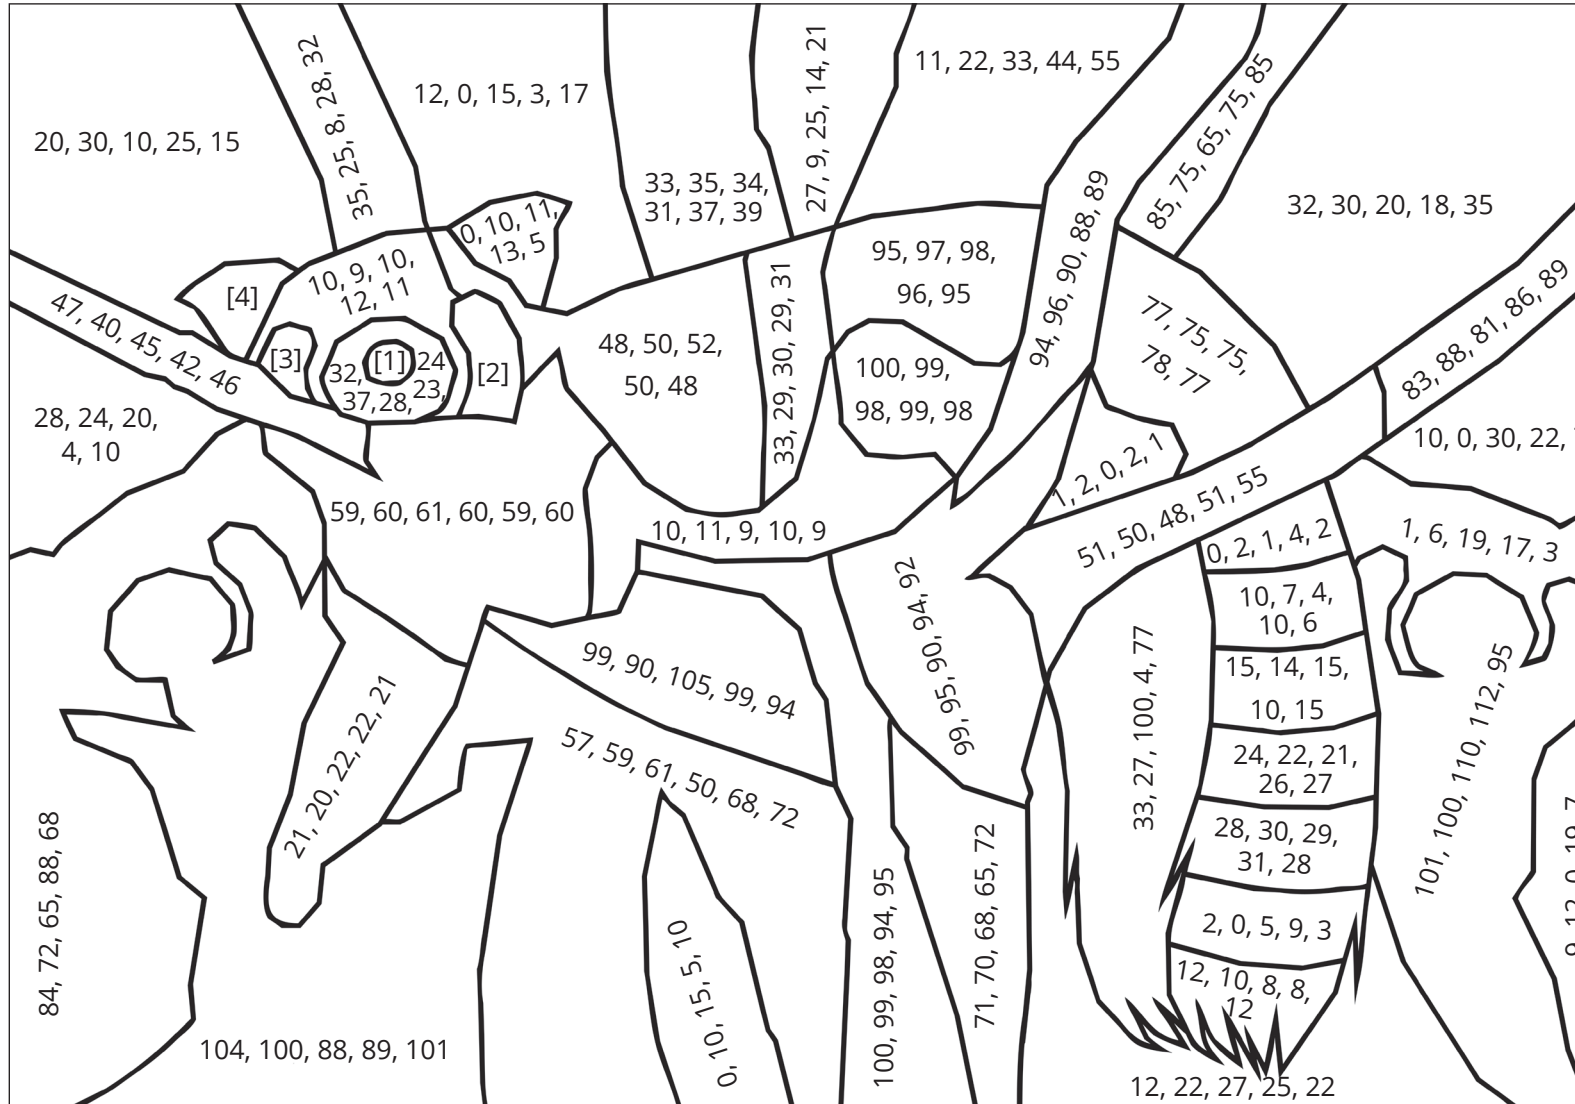 20, 30, 10, 25, 15
35, 25, 8, 28, 32
12, 0, 15, 3, 17
33, 35, 34,
31, 37, 39
27, 9, 25, 14, 21
11, 22, 33, 44, 55
85, 75, 65, 75, 85
32, 30, 20, 18, 35
0, 10, 11,
13, 5
[4]
10, 9, 10,
12, 11
47, 40, 45, 42, 46
[3]
[1]
32, 24
37, 28, 23,
[2]
48, 50, 52,
50, 48
33, 29, 30, 29, 31
95, 97, 98,
96, 95
100, 99,
98, 99, 98
94, 96, 90, 88, 89
77, 75, 75,
78, 77
83, 88, 81, 86, 89
28, 24, 20,
4, 10
10, 0, 30, 22,
1, 2, 0, 2, 1
59, 60, 61, 60, 59, 60
10, 11, 9, 10, 9
51, 50, 48, 51, 55
0, 2, 1, 4, 2
1, 6, 19, 17, 3
99, 95, 90, 94, 92
10, 7, 4,
10, 6
99, 90, 105, 99, 94
33, 27, 100, 4, 77
15, 14, 15,
10, 15
21, 20, 22, 22, 21
57, 59, 61, 50, 68, 72
24, 22, 21,
26, 27
101, 100, 110, 112, 95
28, 30, 29,
31, 28
84, 72, 65, 88, 68
9, 12, 0, 19, 7
2, 0, 5, 9, 3
100, 99, 98, 94, 95
71, 70, 68, 65, 72
12, 10, 8, 8,
12
0, 10, 15, 5, 10
104, 100, 88, 89, 101
12, 22, 27, 25, 22